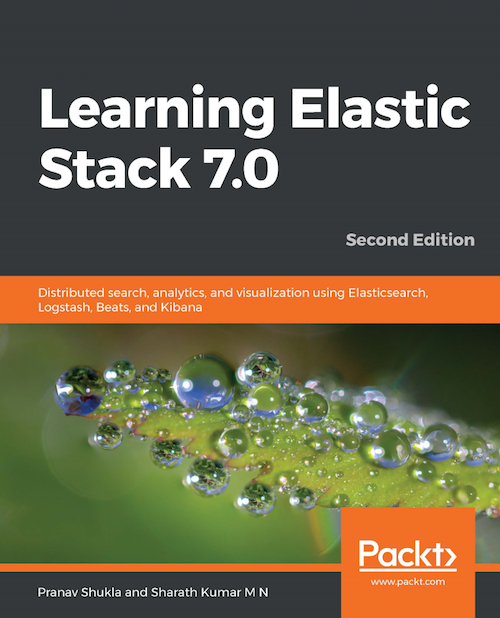 Learning Elastic
Stack 7.0
Second Edition
Distributed search, analytics, and visualization using Elasticsearch,
Logstash, Beats, and Kibana
Packt>
www.packt.com
Pranav Shukla and Sharath Kumar M N